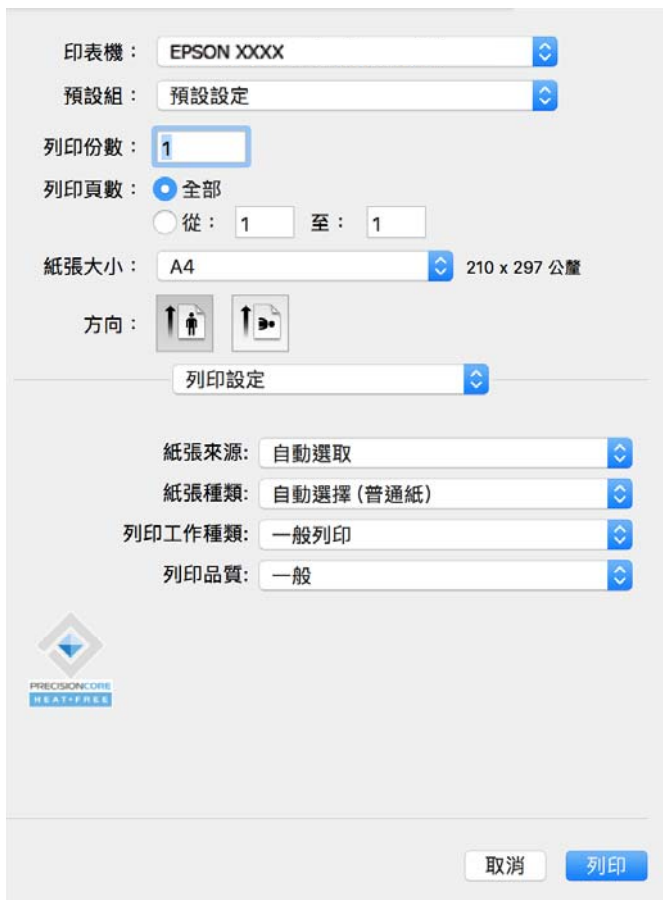 印表機： EPSON XXXX
預設組： 預設設定
列印份數： 1
列印頁數： 全部
從： 1 至： 1
紙張大小： A4 210 x 297 公釐
方向：
列印設定
紙張來源: 自動選取
紙張種類: 自動選擇 (普通紙)
列印工作種類: 一般列印
列印品質: 一般
PRECISIONCORE
HEAT-FREE
取消 列印